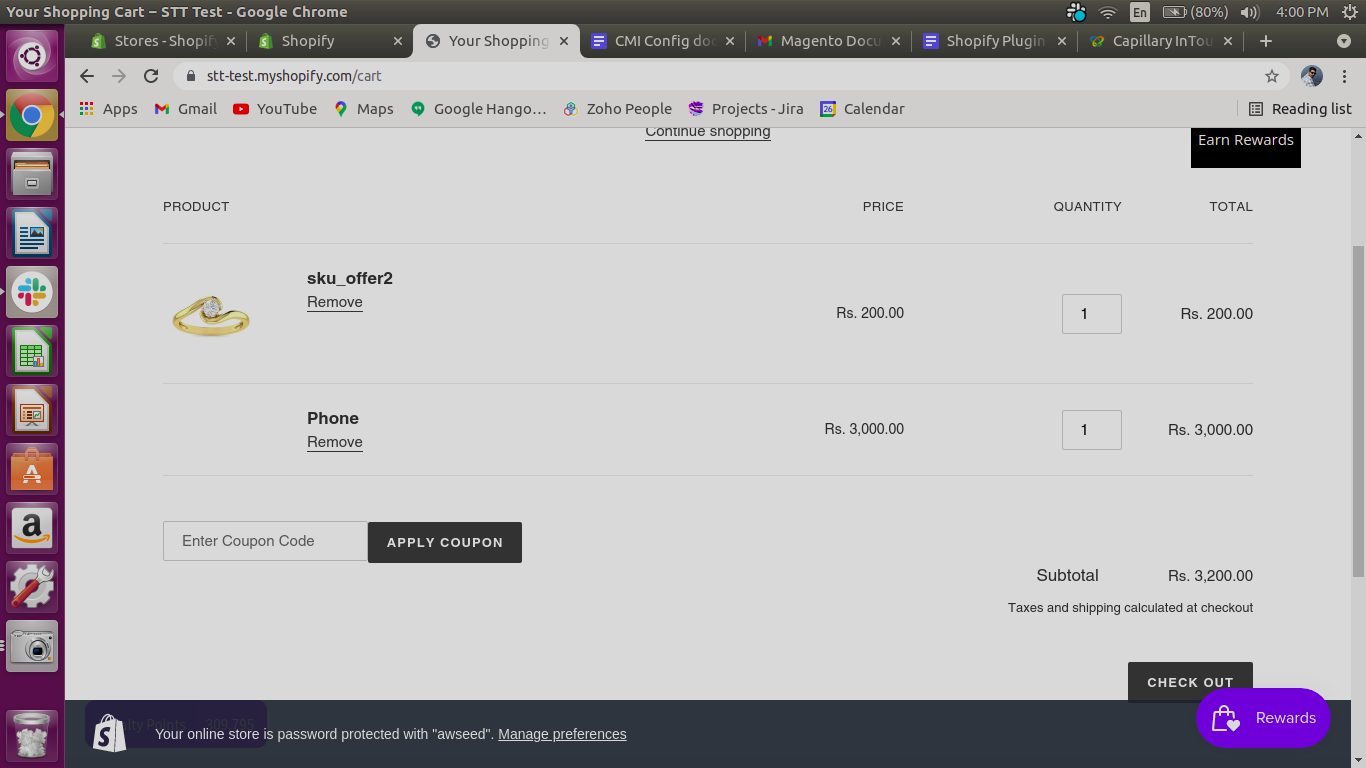 Your Shopping Cart – STT Test - Google Chrome
En (80%) 4:00 PM
Stores - Shopify Shopify Your Shopping CMI Config doc Magento Docu Shopify Plugin Capillary InTou
stt-test.myshopify.com/cart
Apps Gmail YouTube Maps Google Hango… Zoho People Projects - Jira 26 Calendar Reading list
Continue shopping
Earn Rewards
PRODUCT PRICE QUANTITY TOTAL
sku_offer2
Remove
Rs. 200.00 1 Rs. 200.00
Phone
Remove
Rs. 3,000.00 1 Rs. 3,000.00
Enter Coupon Code APPLY COUPON
Subtotal Rs. 3,200.00
Taxes and shipping calculated at checkout
CHECK OUT
Points 309.795
Your online store is password protected with "awseed". Manage preferences
Rewards